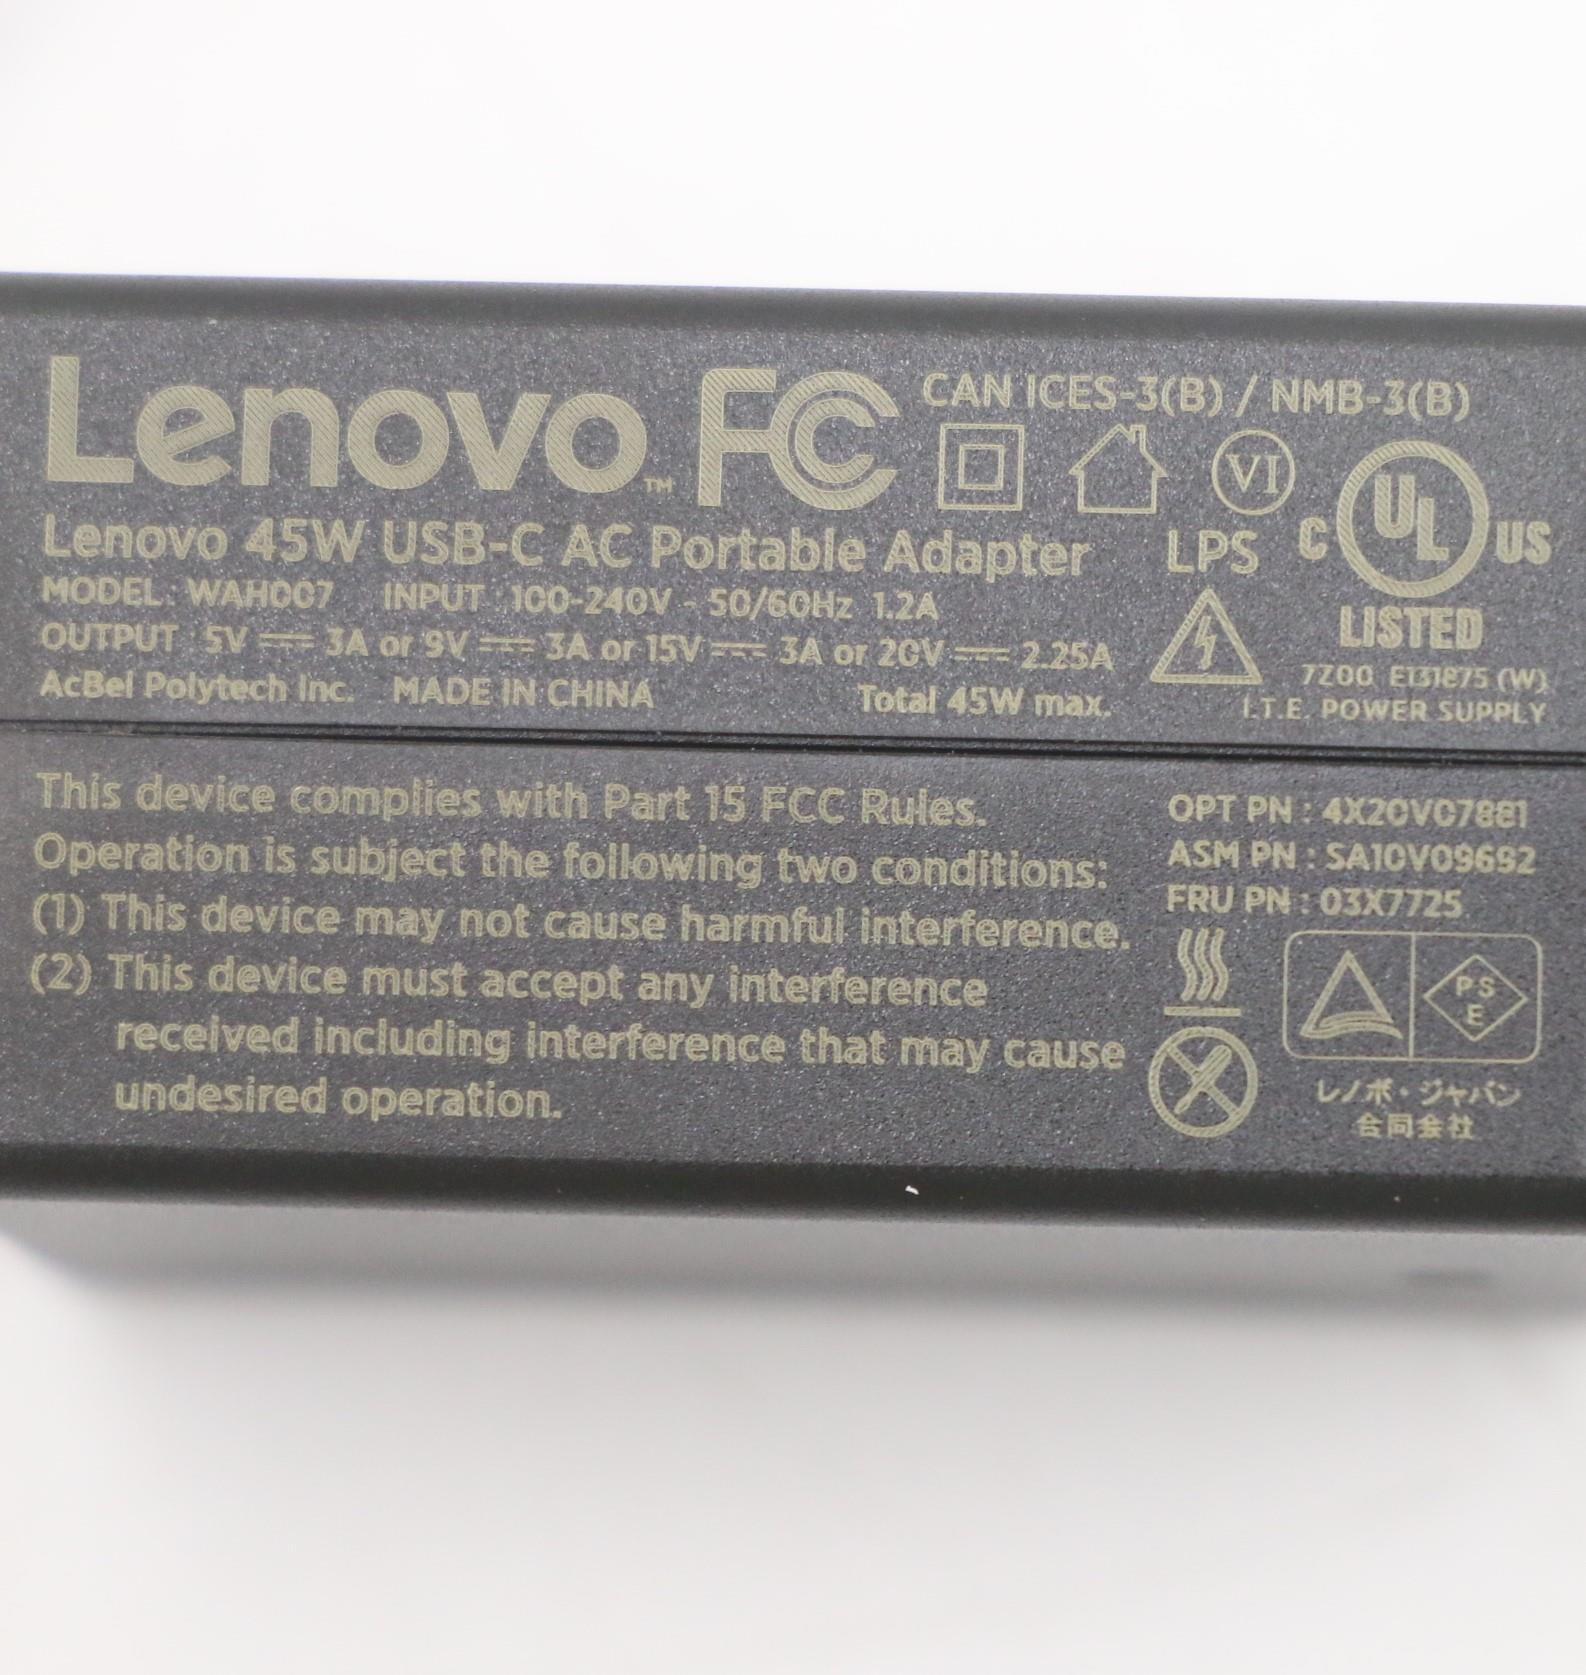 Lenovo™ FC CAN ICES-3(B) / NMB-3(B)
VI
Lenovo 45W USB-C AC Portable Adapter
LPS
C UL US
LISTED
MODEL: WAH007 INPUT: 100-240V ~ 50/60Hz 1.2A
OUTPUT 5V ⎓ 3A or 9V ⎓ 3A or 15V ⎓ 3A or 20V ⎓ 2.25A
7Z00 E131875 (W)
AcBel Polytech Inc. MADE IN CHINA Total 45W max.
I.T.E. POWER SUPPLY
This device complies with Part 15 FCC Rules.
Operation is subject the following two conditions:
(1) This device may not cause harmful interference.
(2) This device must accept any interference
received including interference that may cause
undesired operation.
OPT PN : 4X20V07881
ASM PN : SA10V09692
FRU PN : 03X7725
PS
E
レノボ・ジャパン
合同会社